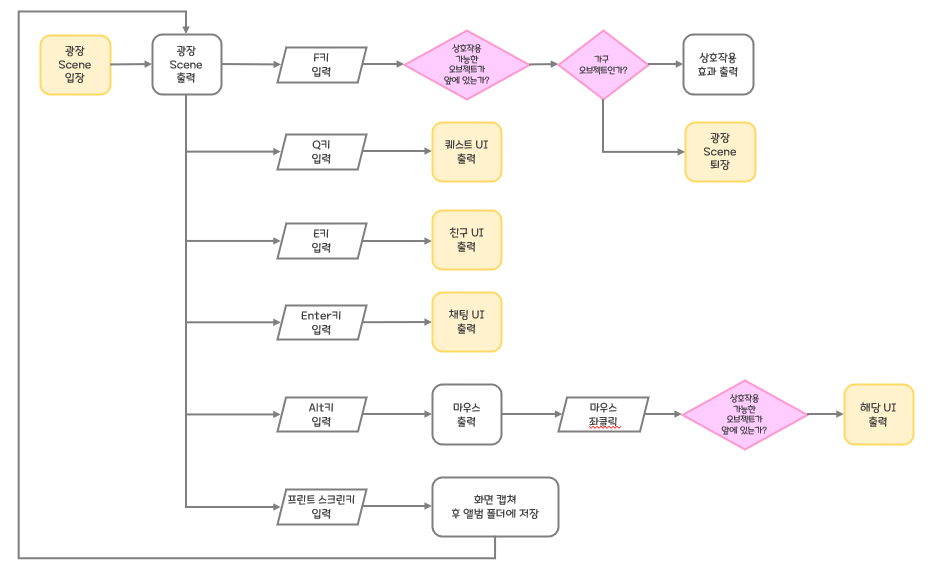 광장
Scene
입장
광장
Scene
출력
F키
입력
상호작용
가능한
오브젝트가
앞에 있는가?
가구
오브젝트인가?
상호작용
효과 출력
광장
Scene
퇴장
Q키
입력
퀘스트 UI
출력
E키
입력
친구 UI
출력
Enter키
입력
채팅 UI
출력
Alt키
입력
마우스
출력
마우스
좌클릭
상호작용
가능한
오브젝트가
앞에 있는가?
해당 UI
출력
프린트 스크린키
입력
화면 캡쳐
후 앨범 폴더에 저장